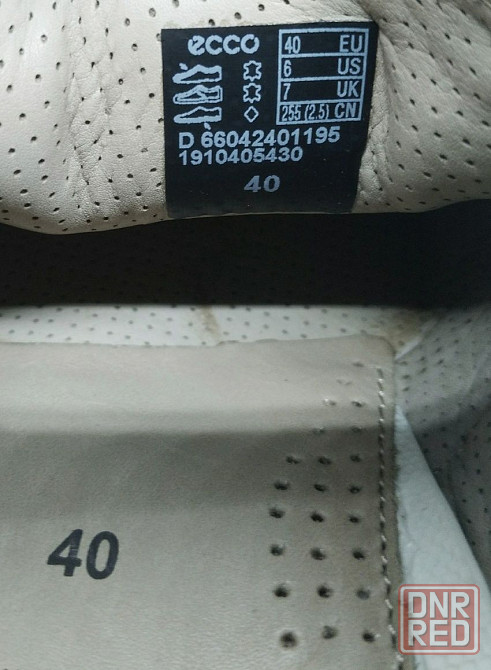 ecco
40 EU
6 US
7 UK
255 (2.5) CN
D 66042401195
1910405430
40
40
DNR
RED